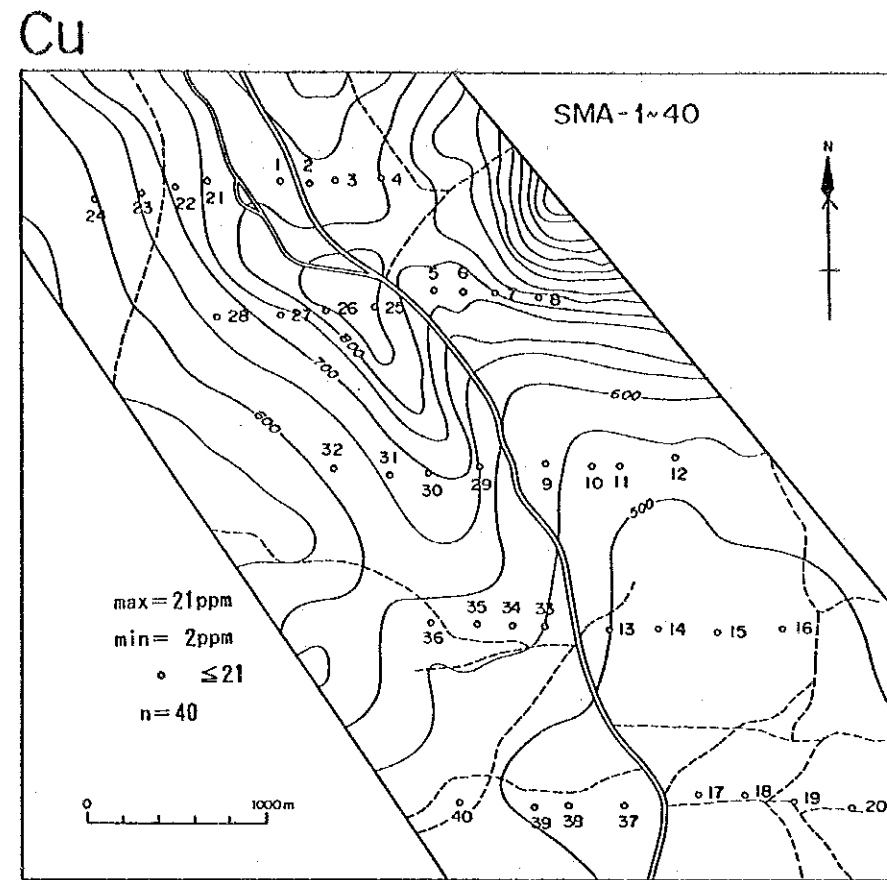 Cu
SMA-1~40
N
1 2 3 4
24 23 22 21
5 6 7 8
28 27 26 25
800
700
600
600
32 31 30 29 9 10 11 12
500
max=21ppm
min= 2ppm
≦21
n=40
36 35 34 33 13 14 15 16
0 1000m
40 39 38 37 17 18 19 20